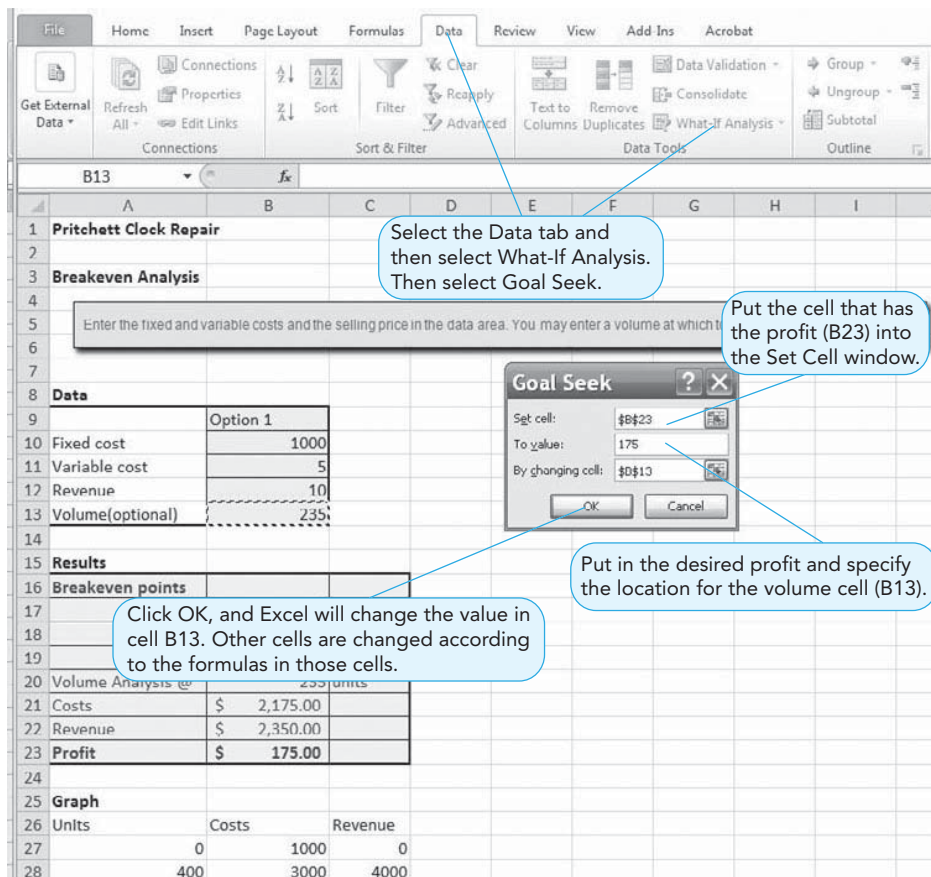 File Home Insert Page Layout Formulas Data Review View Add-Ins Acrobat
Get External Data
Refresh All
Connections
Properties
Edit Links
Sort
Filter
Clear
Reapply
Advanced
Text to Columns
Remove Duplicates
Data Validation
Consolidate
What-If Analysis
Group
Ungroup
Subtotal
Connections Sort & Filter Data Tools Outline
B13 fx
A B C D E F G H I
1 Pritchett Clock Repair
2
3 Breakeven Analysis
4
5 Enter the fixed and variable costs and the selling price in the data area. You may enter a volume at which
6
7
8 Data
9 Option 1
10 Fixed cost 1000
11 Variable cost 5
12 Revenue 10
13 Volume(optional) 235
14
15 Results
16 Breakeven points
17
18
19
20 Volume Analysis @ 235 units
21 Costs $ 2,175.00
22 Revenue $ 2,350.00
23 Profit $ 175.00
24
25 Graph
26 Units Costs Revenue
27 0 1000 0
28 400 3000 4000
Select the Data tab and
then select What-If Analysis.
Then select Goal Seek.
Put the cell that has
the profit (B23) into
the Set Cell window.
Goal Seek ? X
Set cell: $B$23
To value: 175
By changing cell: $B$13
OK Cancel
Put in the desired profit and specify
the location for the volume cell (B13).
Click OK, and Excel will change the value in
cell B13. Other cells are changed according
to the formulas in those cells.